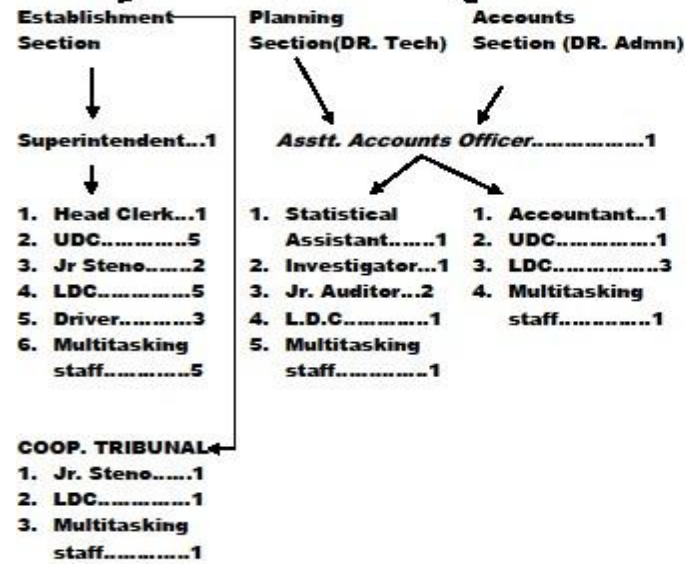 Establishment
Section
Planning
Section(DR. Tech)
Accounts
Section (DR. Admn)
Superintendent...1
Asstt. Accounts Officer.................1
1. Head Clerk...1
2. UDC.............5
3. Jr Steno.......2
4. LDC..............5
5. Driver...........3
6. Multitasking
staff.............5
1. Statistical
Assistant.......1
2. Investigator...1
3. Jr. Auditor...2
4. L.D.C.............1
5. Multitasking
staff..............1
1. Accountant...1
2. UDC.............1
3. LDC..............3
4. Multitasking
staff..............1
COOP. TRIBUNAL
1. Jr. Steno......1
2. LDC..............1
3. Multitasking
staff.............1